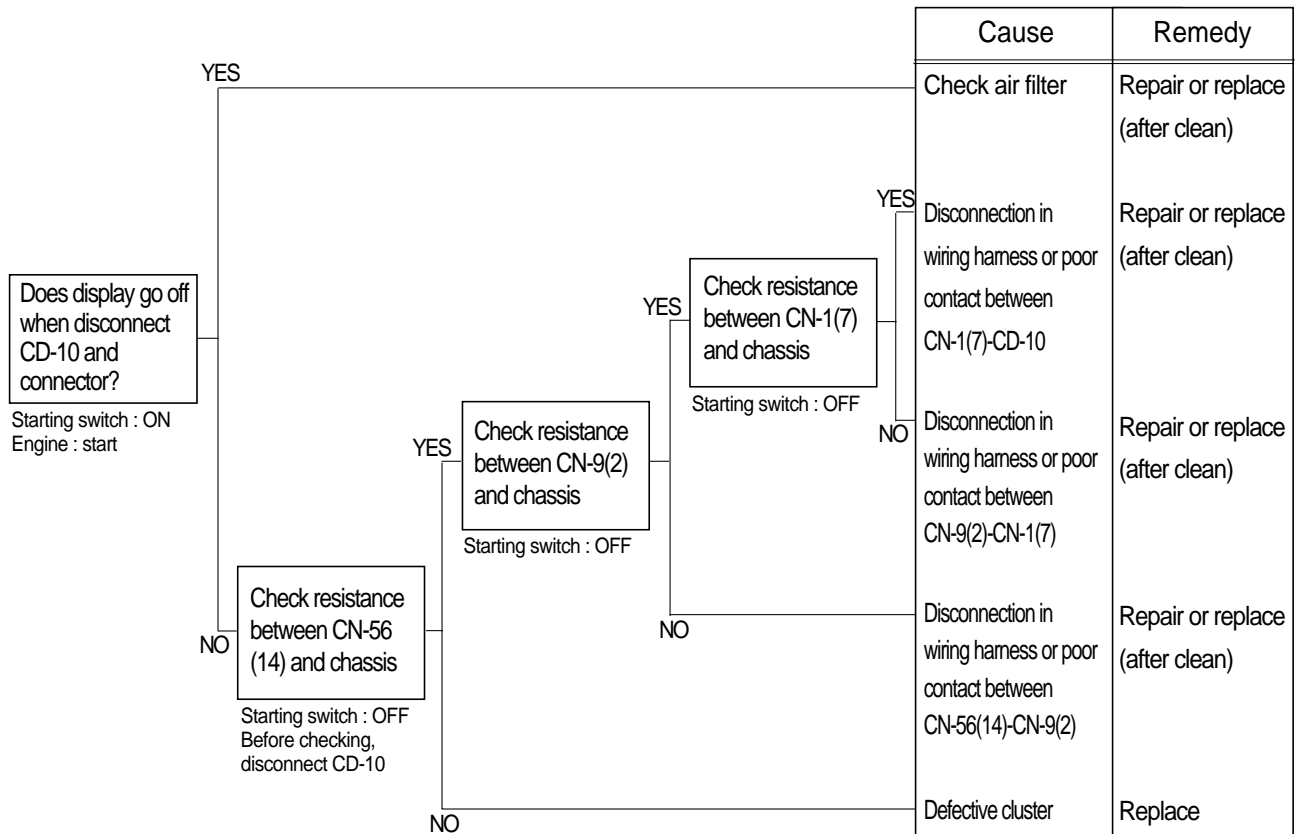 Cause Remedy
YES
Check air filter Repair or replace
(after clean)
YES
Disconnection in Repair or replace
wiring harness or poor (after clean)
contact between
CN-1(7)-CD-10
Does display go off
when disconnect
CD-10 and
connector?
Starting switch : ON
Engine : start
YES
Check resistance
between CN-1(7)
and chassis
Starting switch : OFF
NO
Disconnection in Repair or replace
wiring harness or poor (after clean)
contact between
CN-9(2)-CN-1(7)
YES
Check resistance
between CN-9(2)
and chassis
Starting switch : OFF
NO
Disconnection in Repair or replace
wiring harness or poor (after clean)
contact between
CN-56(14)-CN-9(2)
NO
Check resistance
between CN-56
(14) and chassis
Starting switch : OFF
Before checking,
disconnect CD-10
NO
Defective cluster Replace